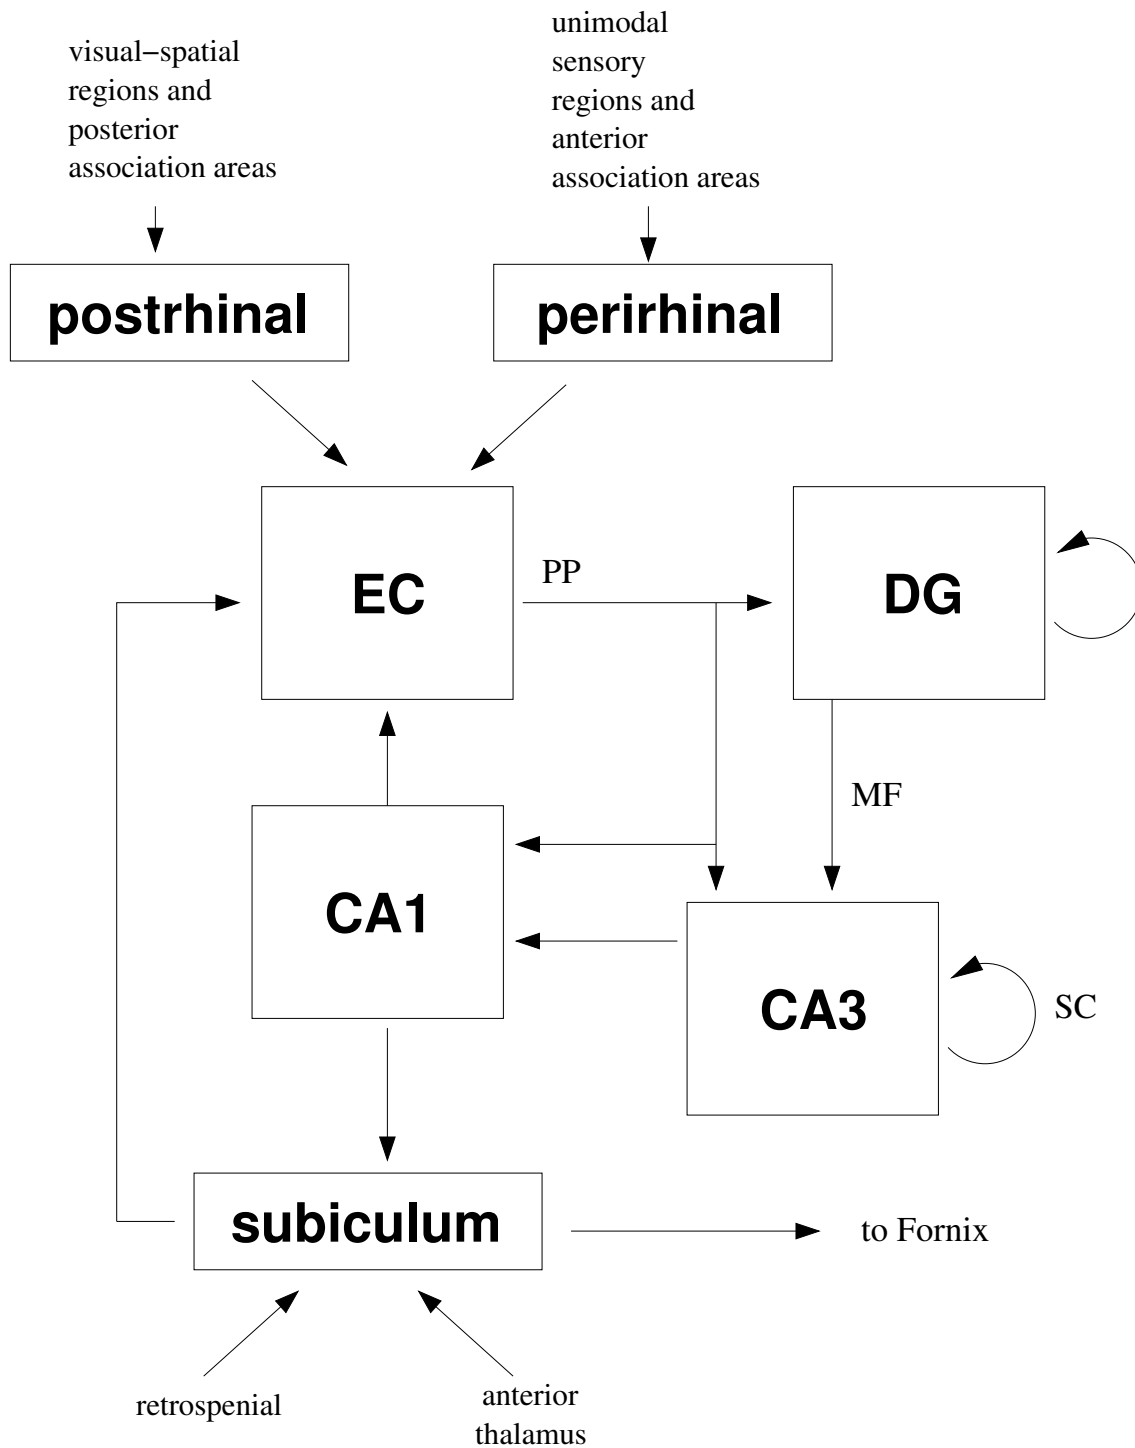 visual−spatial
regions and
posterior
association areas
unimodal
sensory
regions and
anterior
association areas
postrhinal
perirhinal
EC
PP
DG
MF
CA1
CA3
SC
subiculum
to Fornix
retrospenial
anterior
thalamus